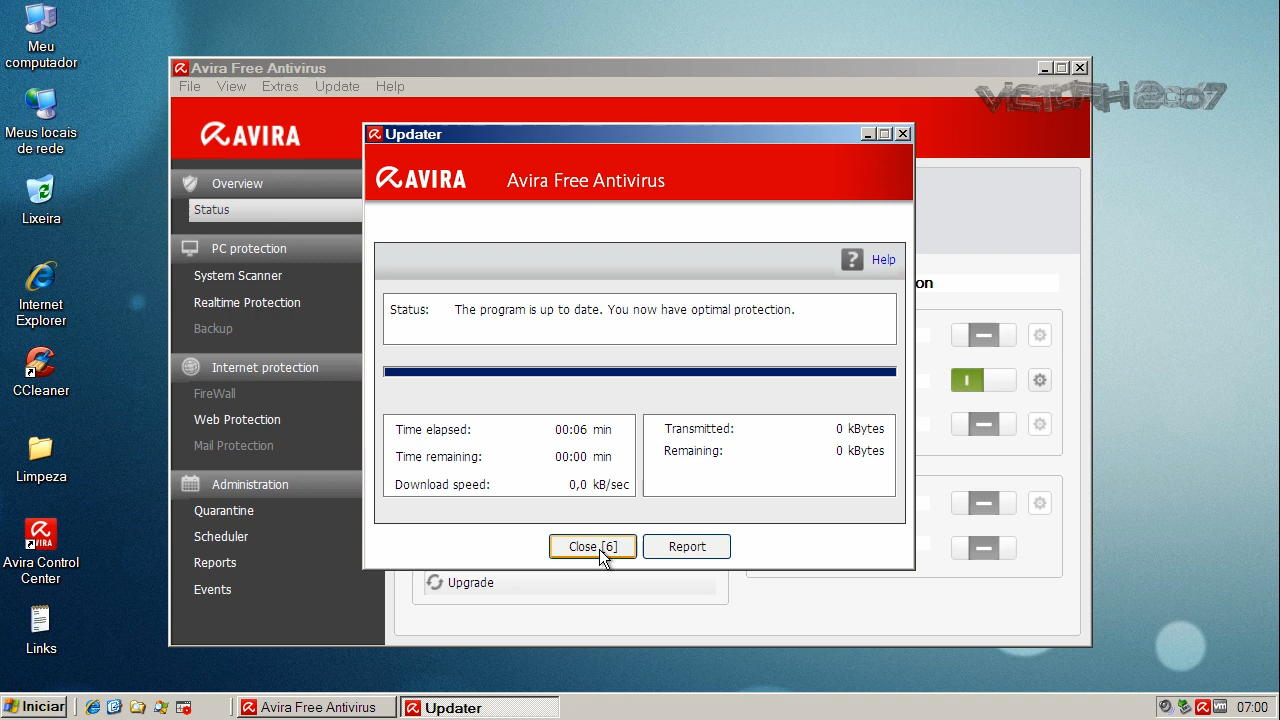 Meu
computador
Meus locais
de rede
Lixeira
Internet
Explorer
CCleaner
Limpeza
Avira Control
Center
Links
Avira Free Antivirus
File View Extras Update Help
AVIRA
Overview
Status
PC protection
System Scanner
Realtime Protection
Backup
Internet protection
FireWall
Web Protection
Mail Protection
Administration
Quarantine
Scheduler
Reports
Events
on
Upgrade
Updater
AVIRA Avira Free Antivirus
? Help
Status: The program is up to date. You now have optimal protection.
Time elapsed: 00:06 min
Time remaining: 00:00 min
Download speed: 0,0 kB/sec
Transmitted: 0 kBytes
Remaining: 0 kBytes
Close [6] Report
Iniciar Avira Free Antivirus Updater 07:00